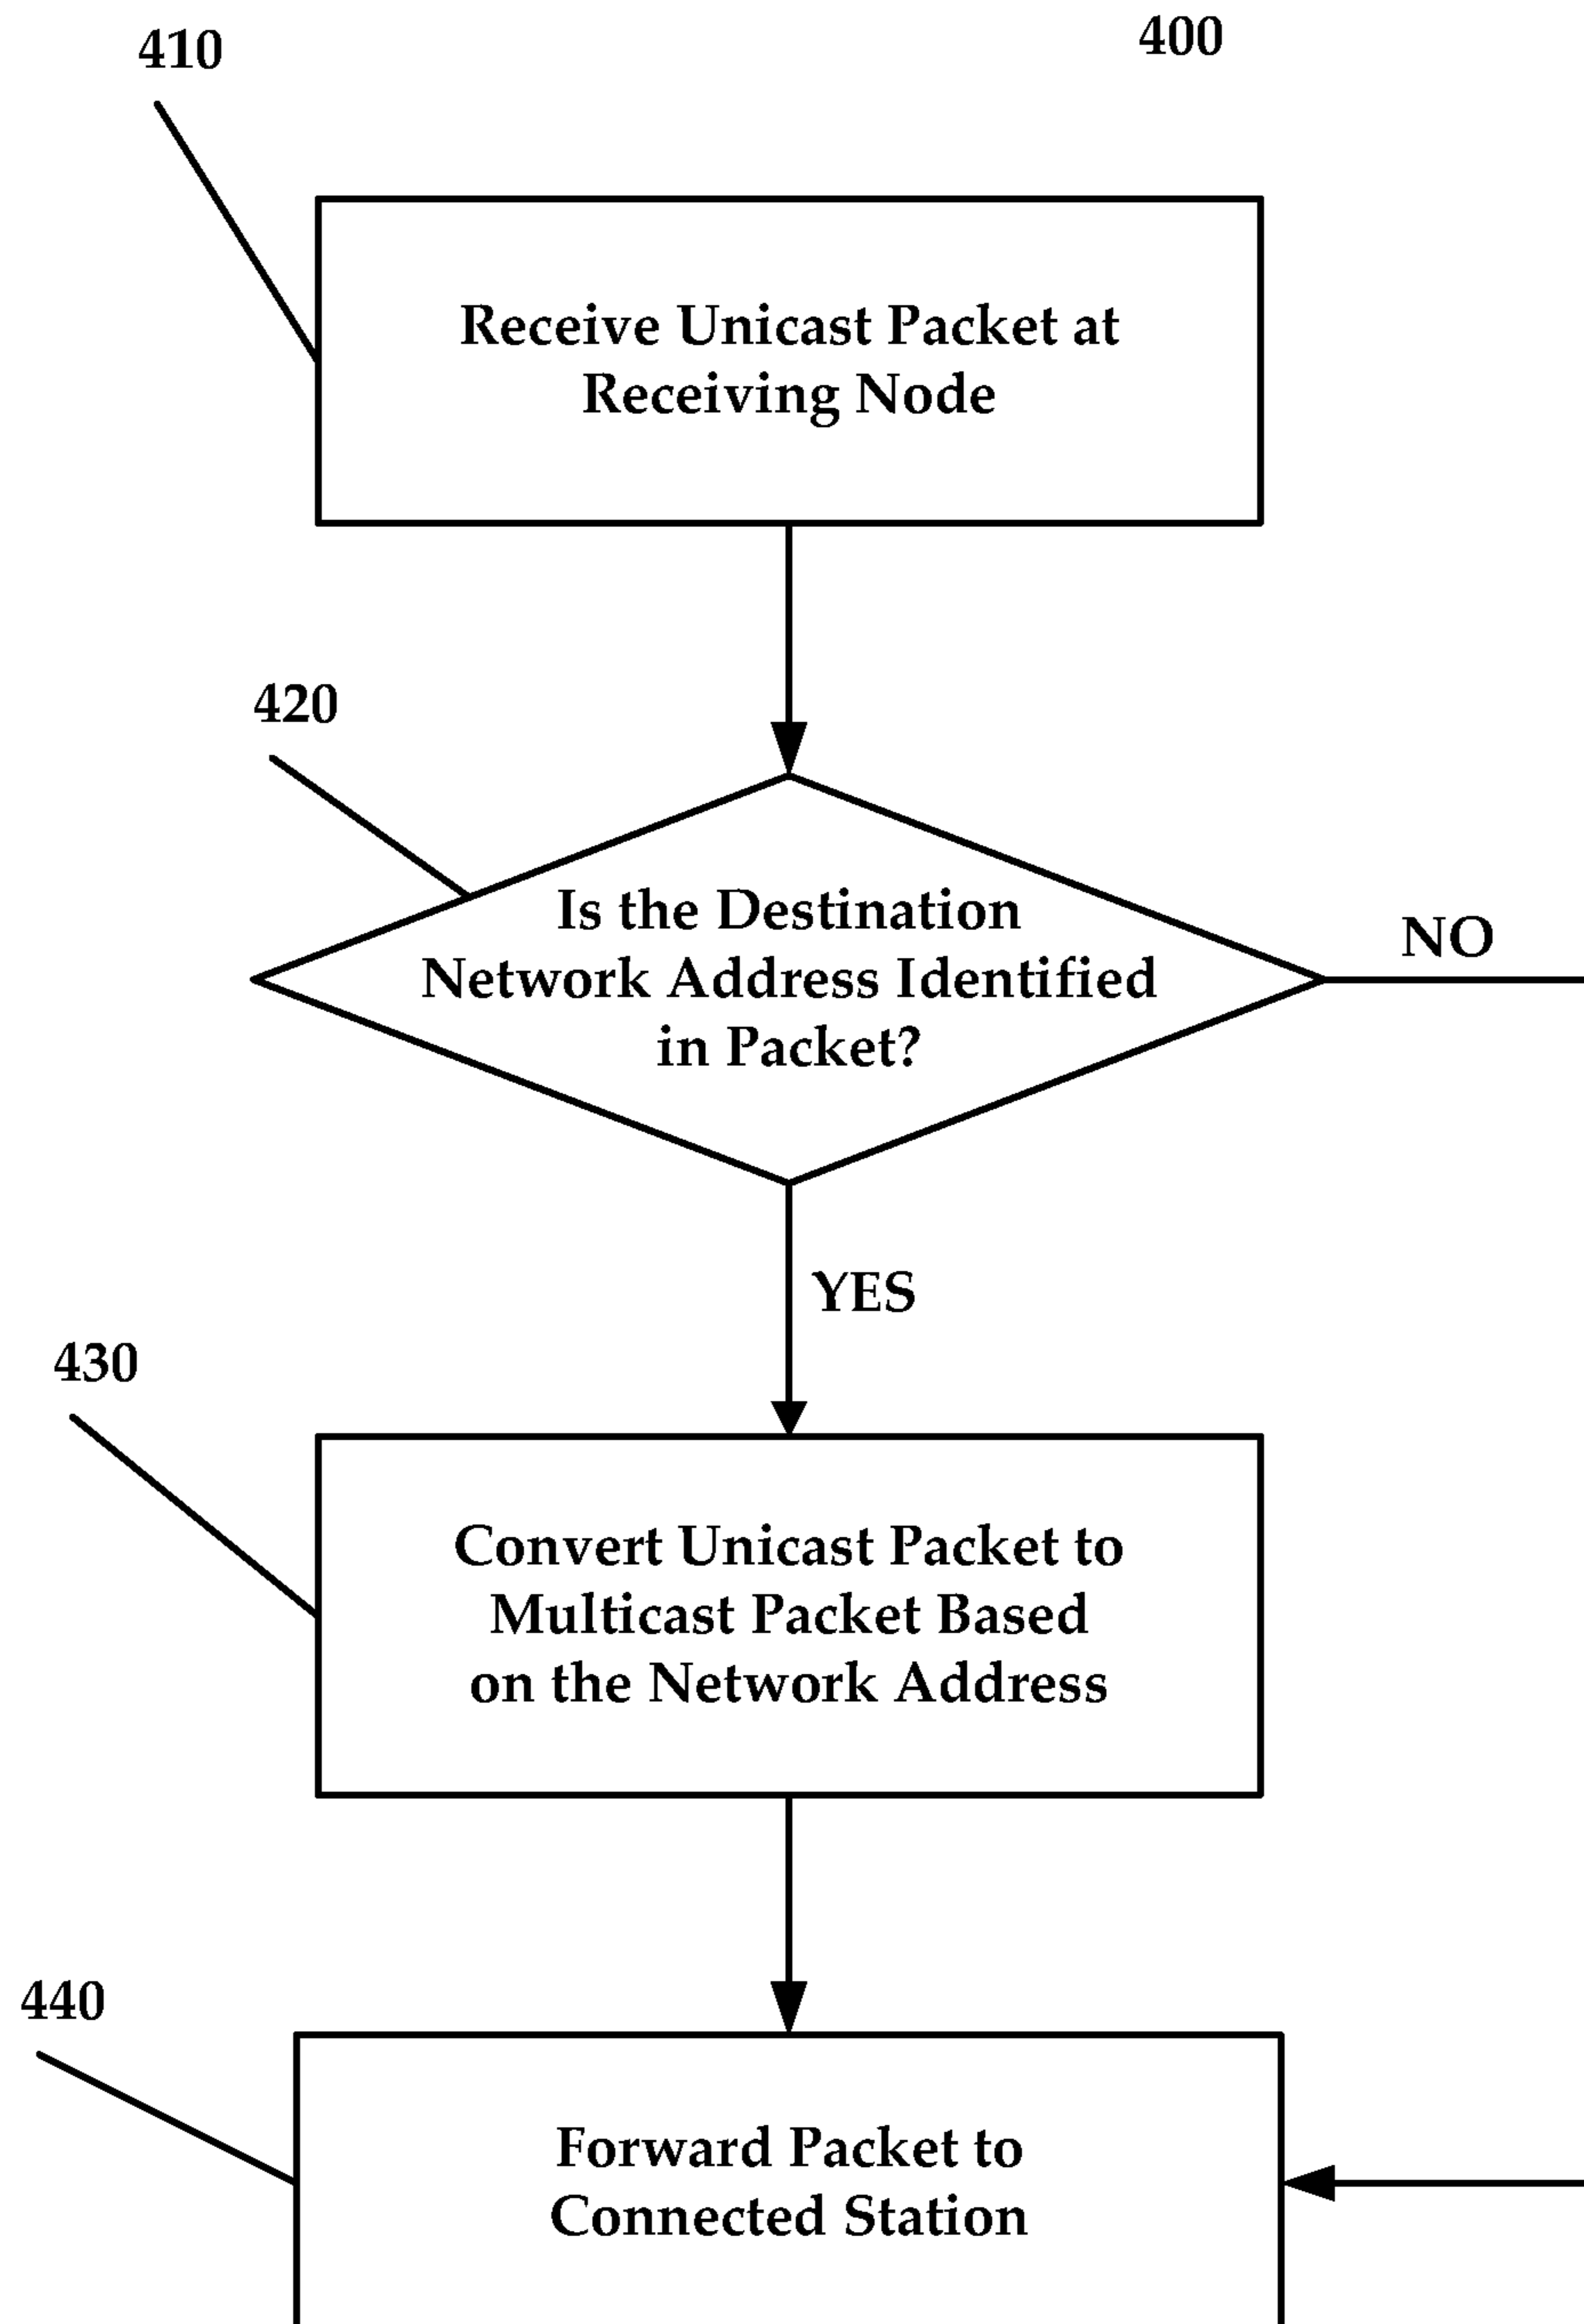 410
400
Receive Unicast Packet at
Receiving Node
420
Is the Destination
Network Address Identified
in Packet?
NO
YES
430
Convert Unicast Packet to
Multicast Packet Based
on the Network Address
440
Forward Packet to
Connected Station